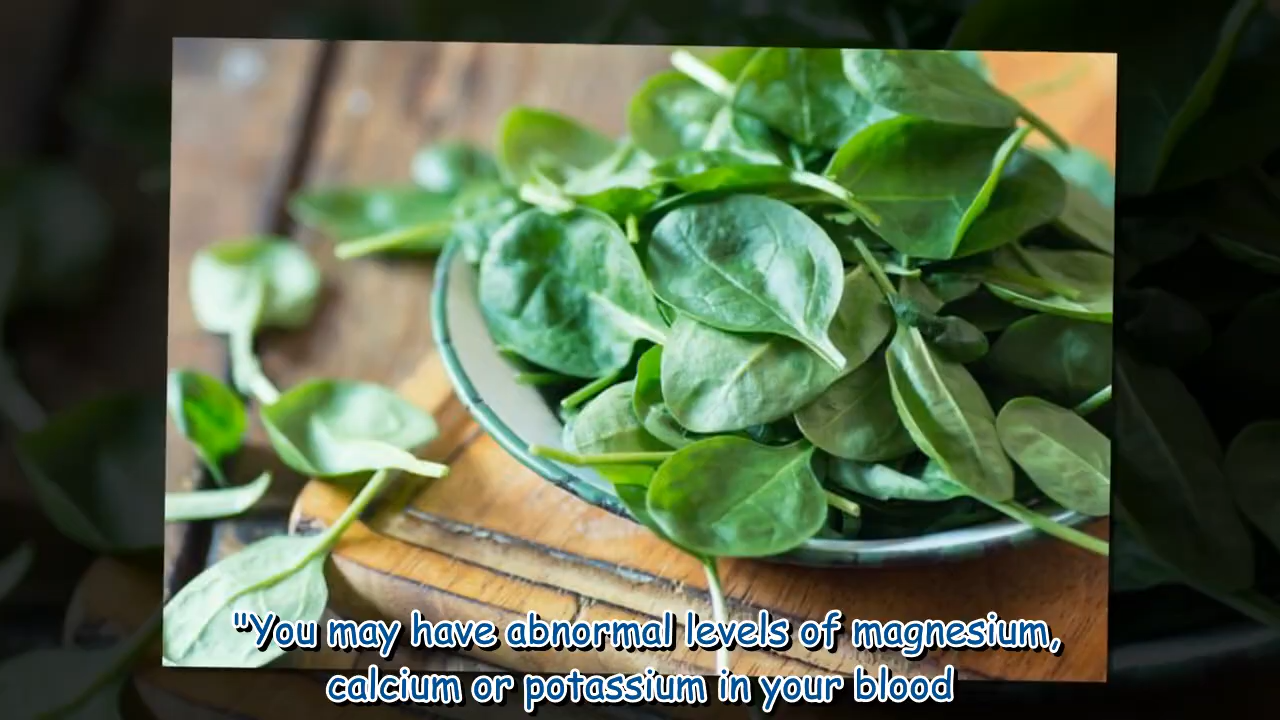 "You may have abnormal levels of magnesium,
calcium or potassium in your blood